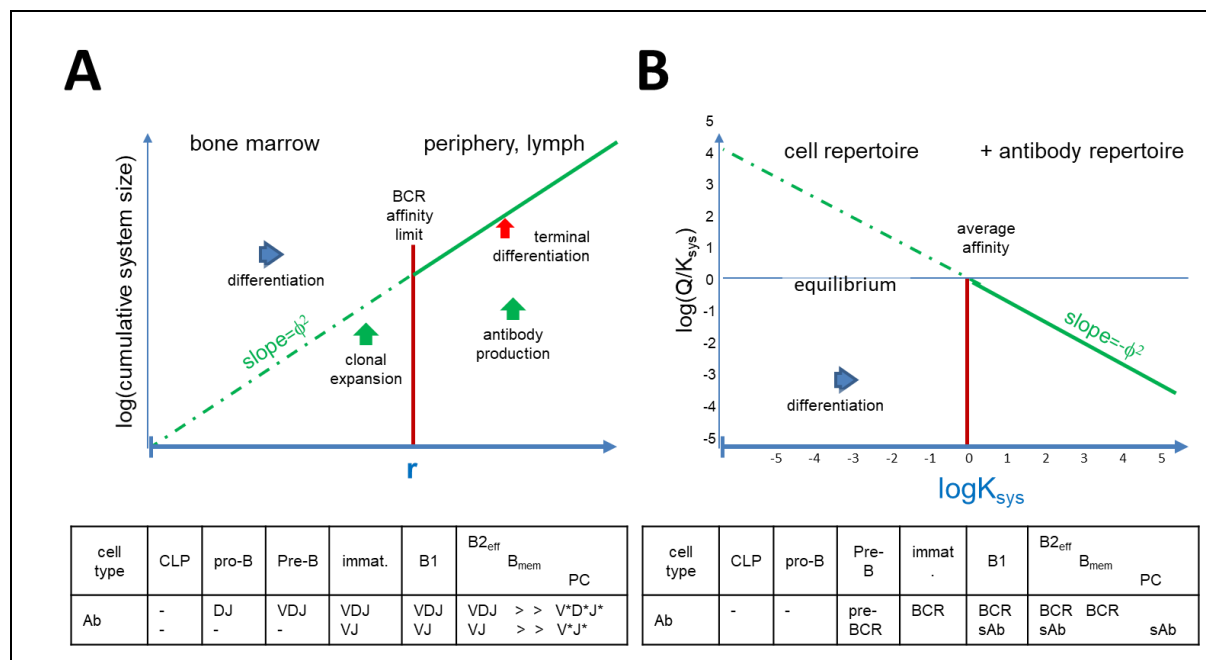 A
B
bone marrow
periphery, lymph
log(cumulative system size)
BCR
affinity
limit
differentiation
terminal
differentiation
slope=ϕ²
clonal
expansion
antibody
production
r
5
4
3
2
1
0
-1
-2
-3
-4
-5
log(Q/Ksys)
cell repertoire
+ antibody repertoire
average
affinity
equilibrium
slope=-ϕ²
differentiation
-5 -4 -3 -2 -1 0 1 2 3 4 5
logKsys
cell type CLP pro-B Pre-B immat. B1 B2eff Bmem PC
Ab - DJ VDJ VDJ VDJ VDJ > > V*D*J*
- - - VJ VJ VJ > > V*J*
cell type CLP pro-B Pre-B immat. B1 B2eff Bmem PC
Ab - - pre-BCR BCR BCR BCR BCR
sAb sAb sAb